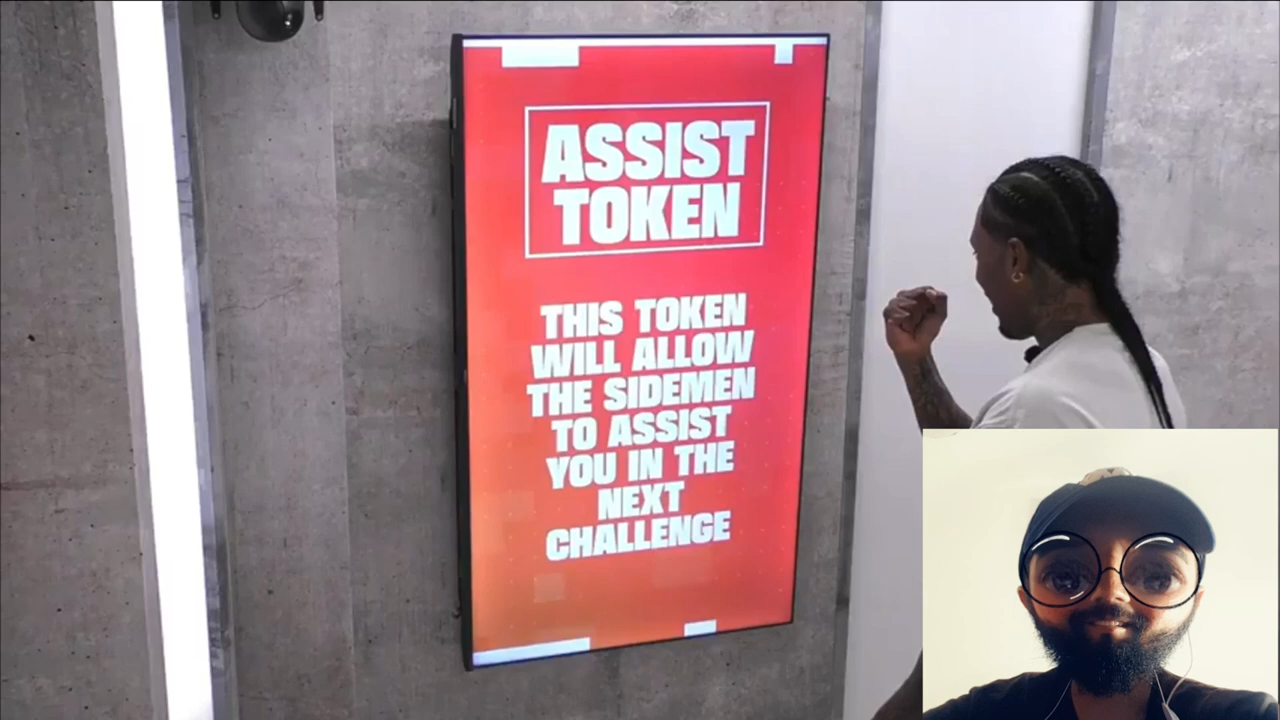 ASSIST
TOKEN
THIS TOKEN
WILL ALLOW
THE SIDEMEN
TO ASSIST
YOU IN THE
NEXT
CHALLENGE